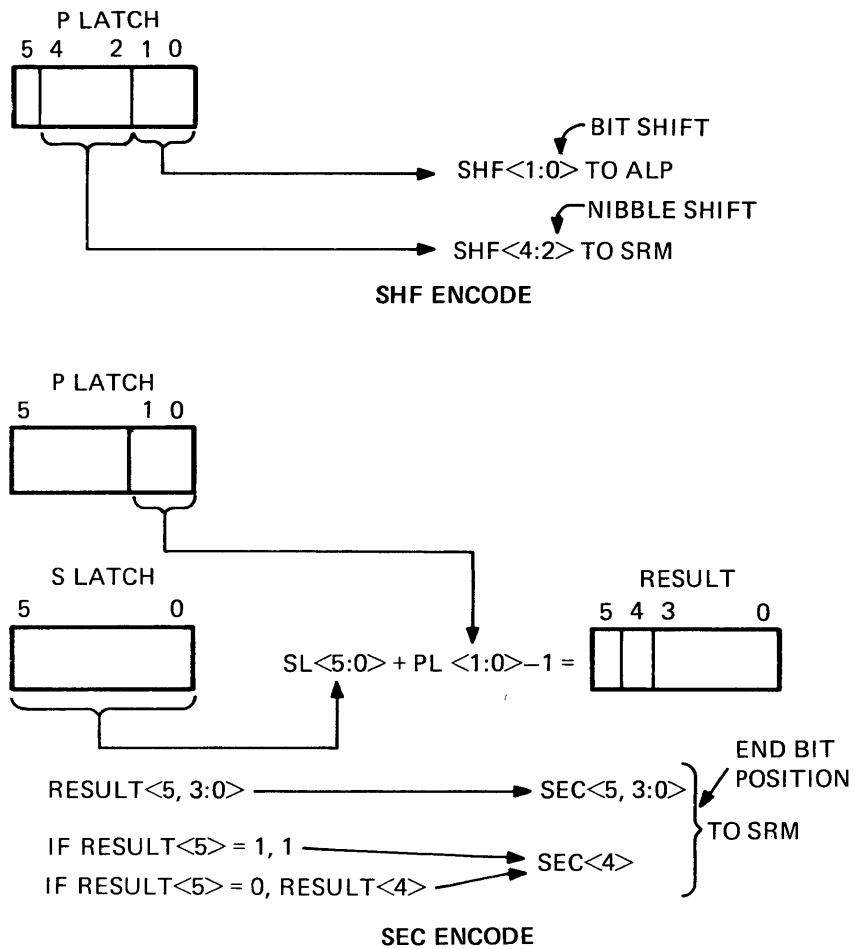 P LATCH
5 4 2 1 0
BIT SHIFT
SHF<1:0> TO ALP
NIBBLE SHIFT
SHF<4:2> TO SRM
SHF ENCODE
P LATCH
5 1 0
S LATCH
5 0
RESULT
5 4 3 0
SL<5:0> + PL <1:0>–1 =
END BIT
POSITION
RESULT<5, 3:0> SEC<5, 3:0>
TO SRM
IF RESULT<5> = 1, 1
SEC<4>
IF RESULT<5> = 0, RESULT<4>
SEC ENCODE